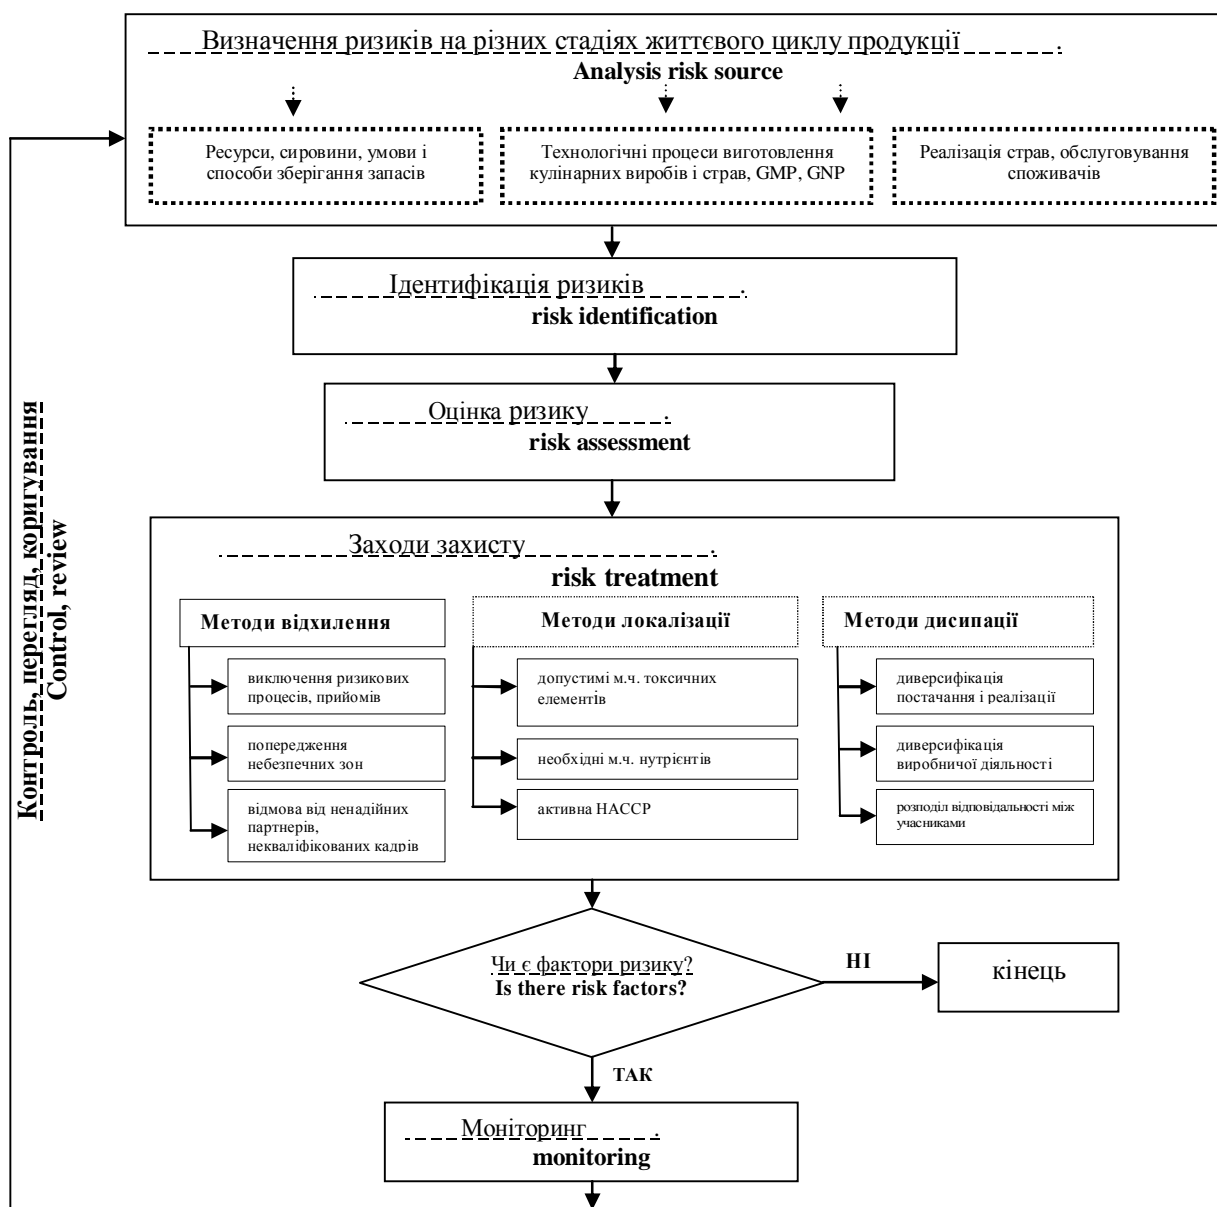 Визначення ризиків на різних стадіях життєвого циклу продукції .
Analysis risk source
Ресурси, сировини, умови і
способи зберігання запасів
Технологічні процеси виготовлення
кулінарних виробів і страв, GMP, GNP
Реалізація страв, обслуговування
споживачів
Ідентифікація ризиків .
risk identification
Оцінка ризику .
risk assessment
Заходи захисту .
risk treatment
Методи відхилення
виключення ризикових
процесів, прийомів
попередження
небезпечних зон
відмова від ненадійних
партнерів,
некваліфікованих кадрів
Методи локалізації
допустимі м.ч. токсичних
елементів
необхідні м.ч. нутрієнтів
активна НАССР
Методи дисипації
диверсифікація
постачання і реалізації
диверсифікація
виробничої діяльності
розподіл відповідальності між
учасниками
Чи є фактори ризику?
Is there risk factors?
НІ
кінець
ТАК
Моніторинг .
monitoring
Контроль, перегляд, коригування
Control, review